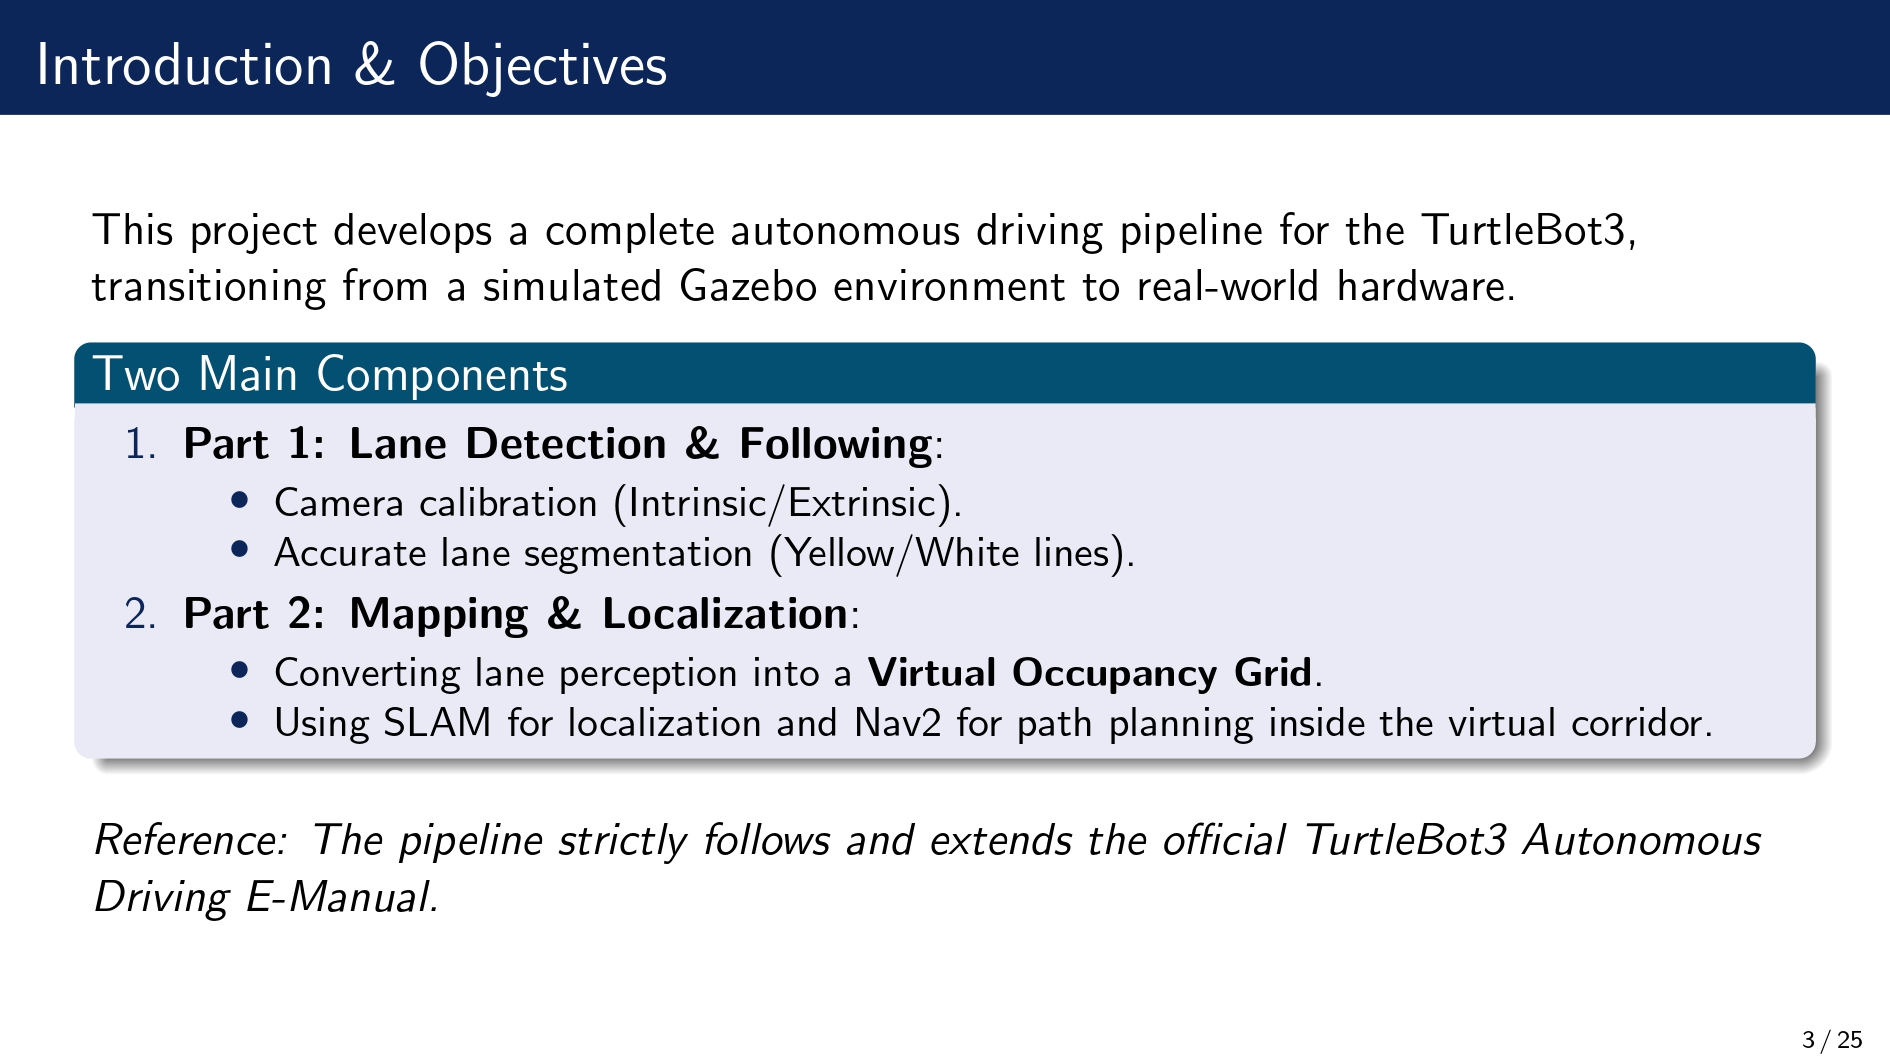 Introduction & Objectives
This project develops a complete autonomous driving pipeline for the TurtleBot3,
transitioning from a simulated Gazebo environment to real-world hardware.
Two Main Components
1. Part 1: Lane Detection & Following:
• Camera calibration (Intrinsic/Extrinsic).
• Accurate lane segmentation (Yellow/White lines).
2. Part 2: Mapping & Localization:
• Converting lane perception into a Virtual Occupancy Grid.
• Using SLAM for localization and Nav2 for path planning inside the virtual corridor.
Reference: The pipeline strictly follows and extends the official TurtleBot3 Autonomous
Driving E-Manual.
3 / 25